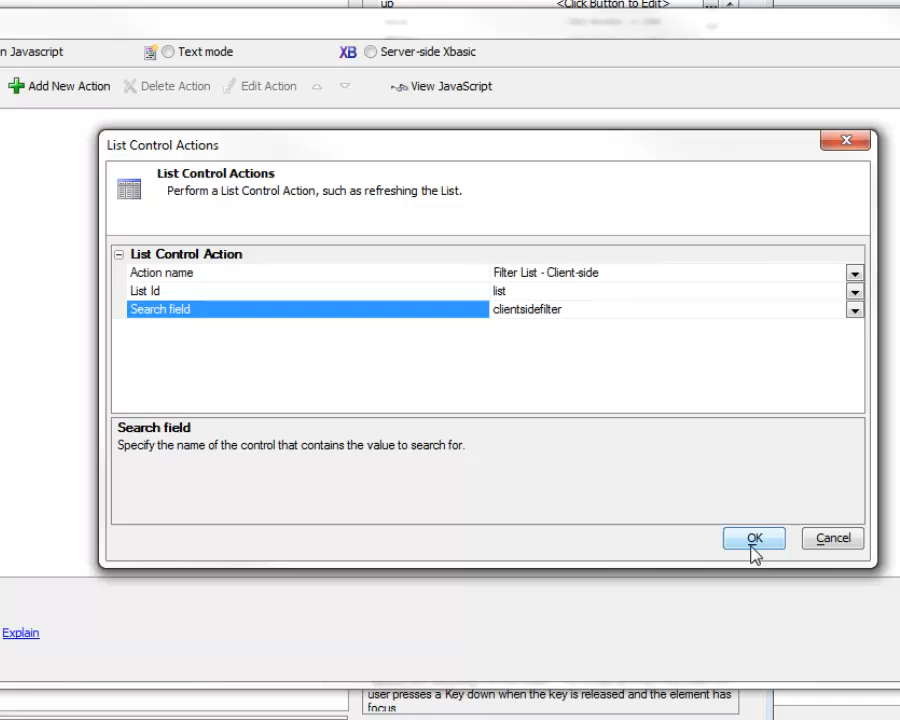 up
<Click Button to Edit>
...
n Javascript
Text mode
XB Server-side Xbasic
Add New Action
Delete Action
Edit Action
View JavaScript
List Control Actions
List Control Actions
Perform a List Control Action, such as refreshing the List.
List Control Action
Action name Filter List - Client-side
List Id list
Search field clientsidefilter
Search field
Specify the name of the control that contains the value to search for.
OK Cancel
Explain
user presses a Key down when the key is released and the element has
focus